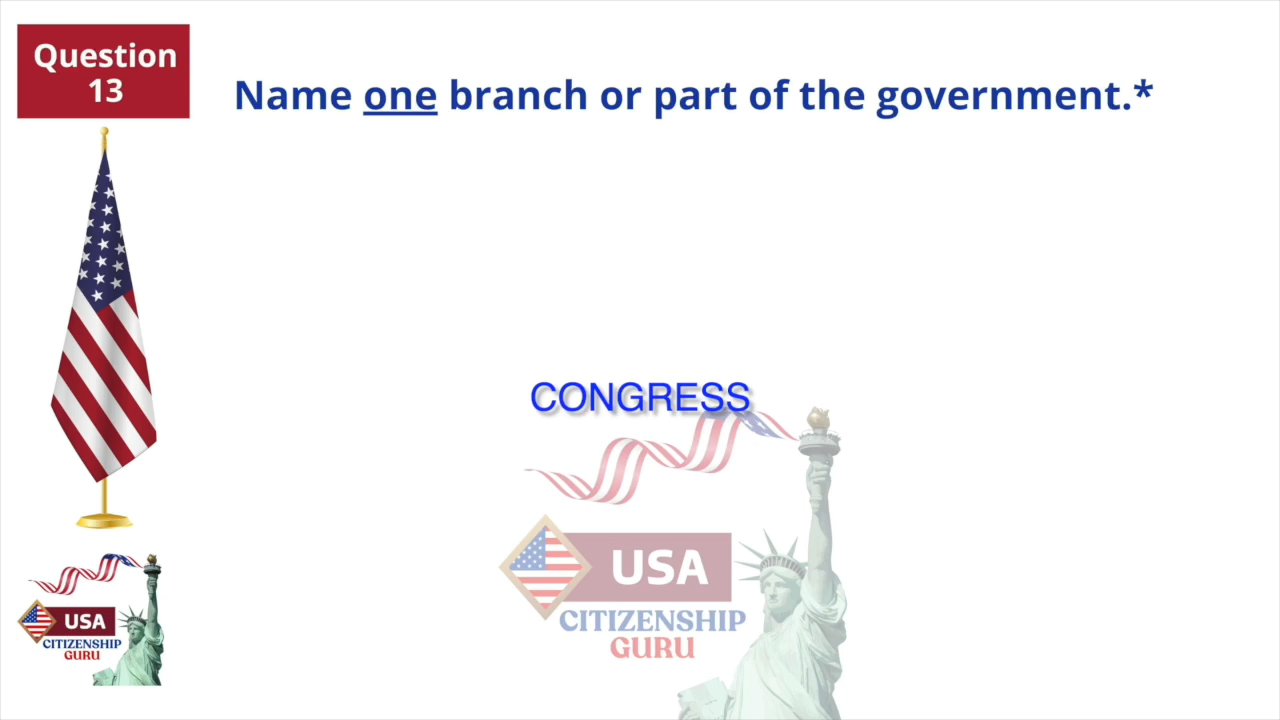 Question
13
Name one branch or part of the government.*
CONGRESS
USA
CITIZENSHIP
GURU
USA
CITIZENSHIP
GURU